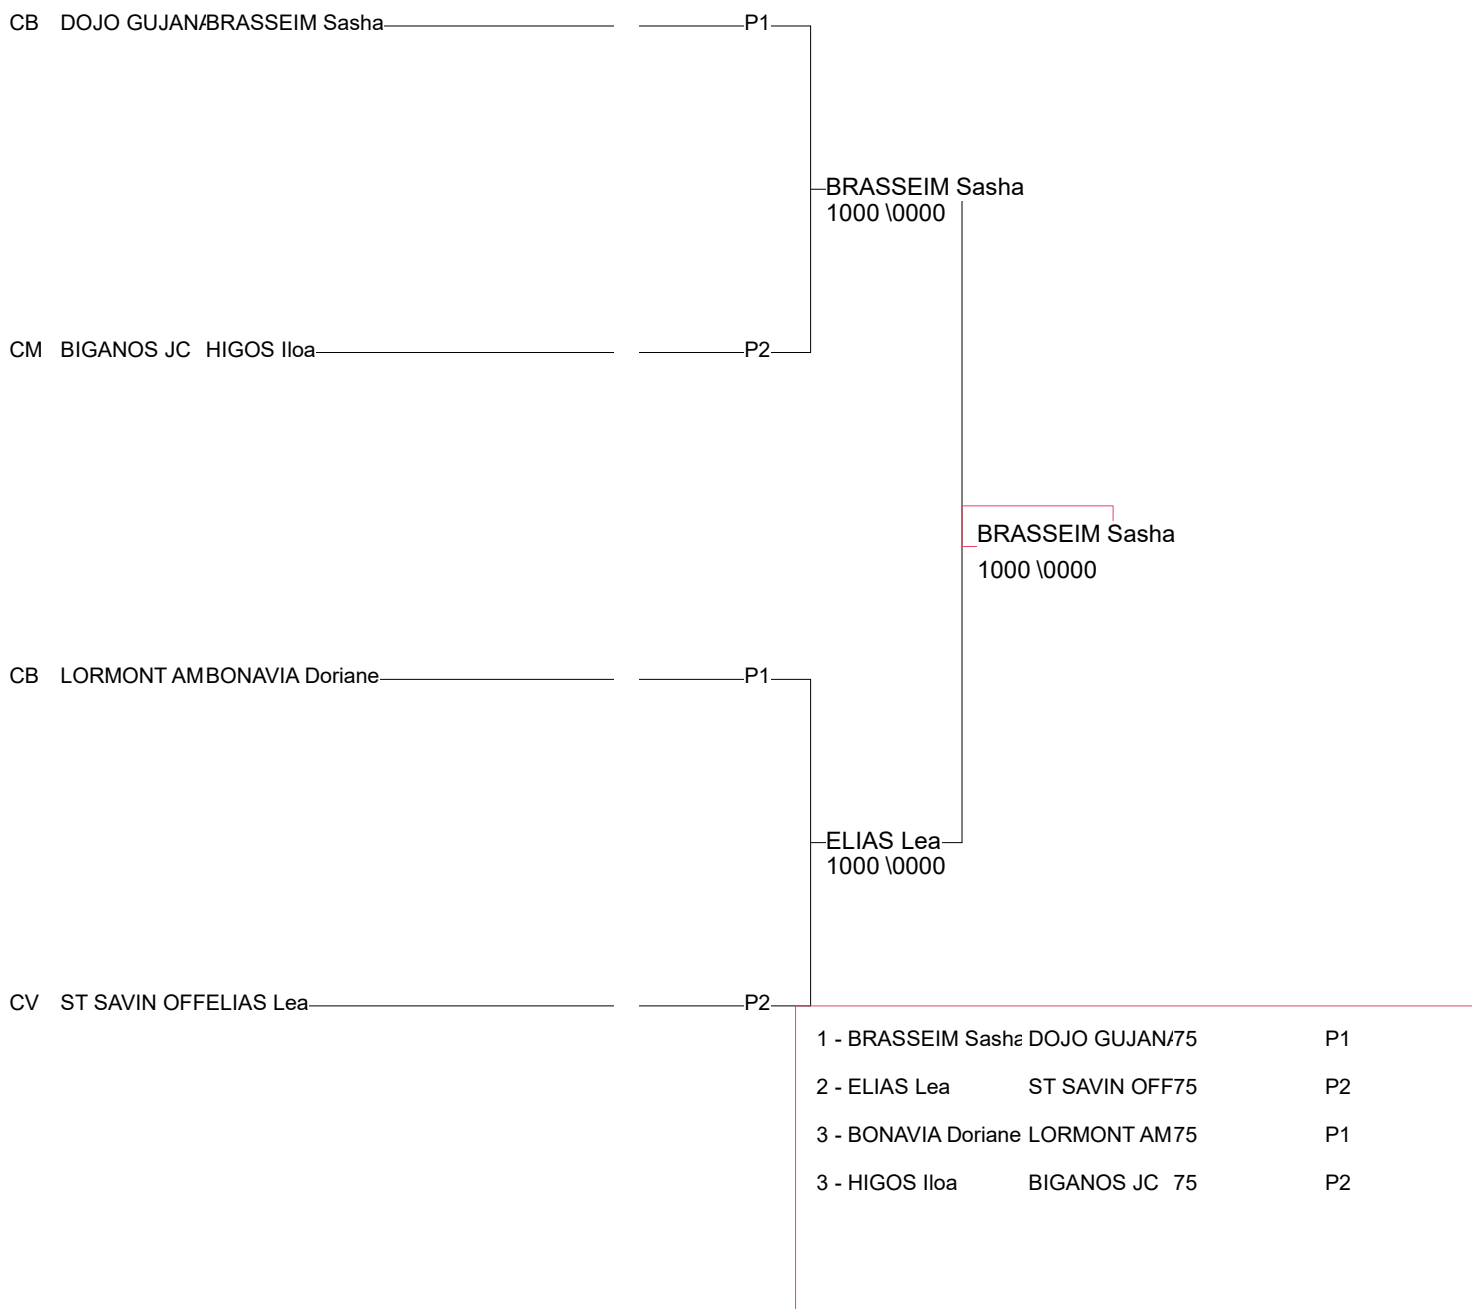 CB DOJO GUJANA BRASSEIM Sasha P1
BRASSEIM Sasha
1000 \0000
CM BIGANOS JC HIGOS Iloa P2
BRASSEIM Sasha
1000 \0000
CB LORMONT AM BONAVIA Doriane P1
ELIAS Lea
1000 \0000
CV ST SAVIN OFF ELIAS Lea P2
1 - BRASSEIM Sasha DOJO GUJANA 75 P1
2 - ELIAS Lea ST SAVIN OFF 75 P2
3 - BONAVIA Doriane LORMONT AM 75 P1
3 - HIGOS Iloa BIGANOS JC 75 P2